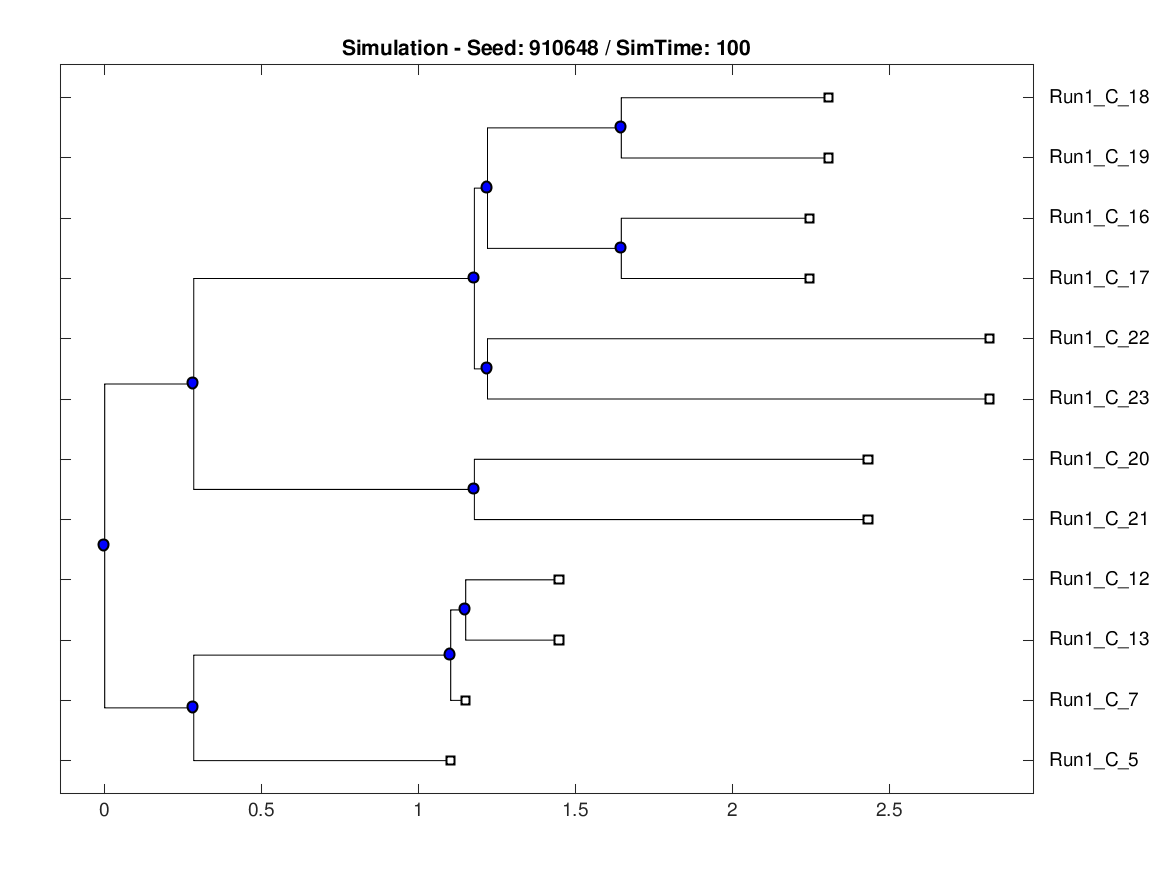 Simulation - Seed: 910648 / SimTime: 100
Run1_C_18
Run1_C_19
Run1_C_16
Run1_C_17
Run1_C_22
Run1_C_23
Run1_C_20
Run1_C_21
Run1_C_12
Run1_C_13
Run1_C_7
Run1_C_5
0 0.5 1 1.5 2 2.5